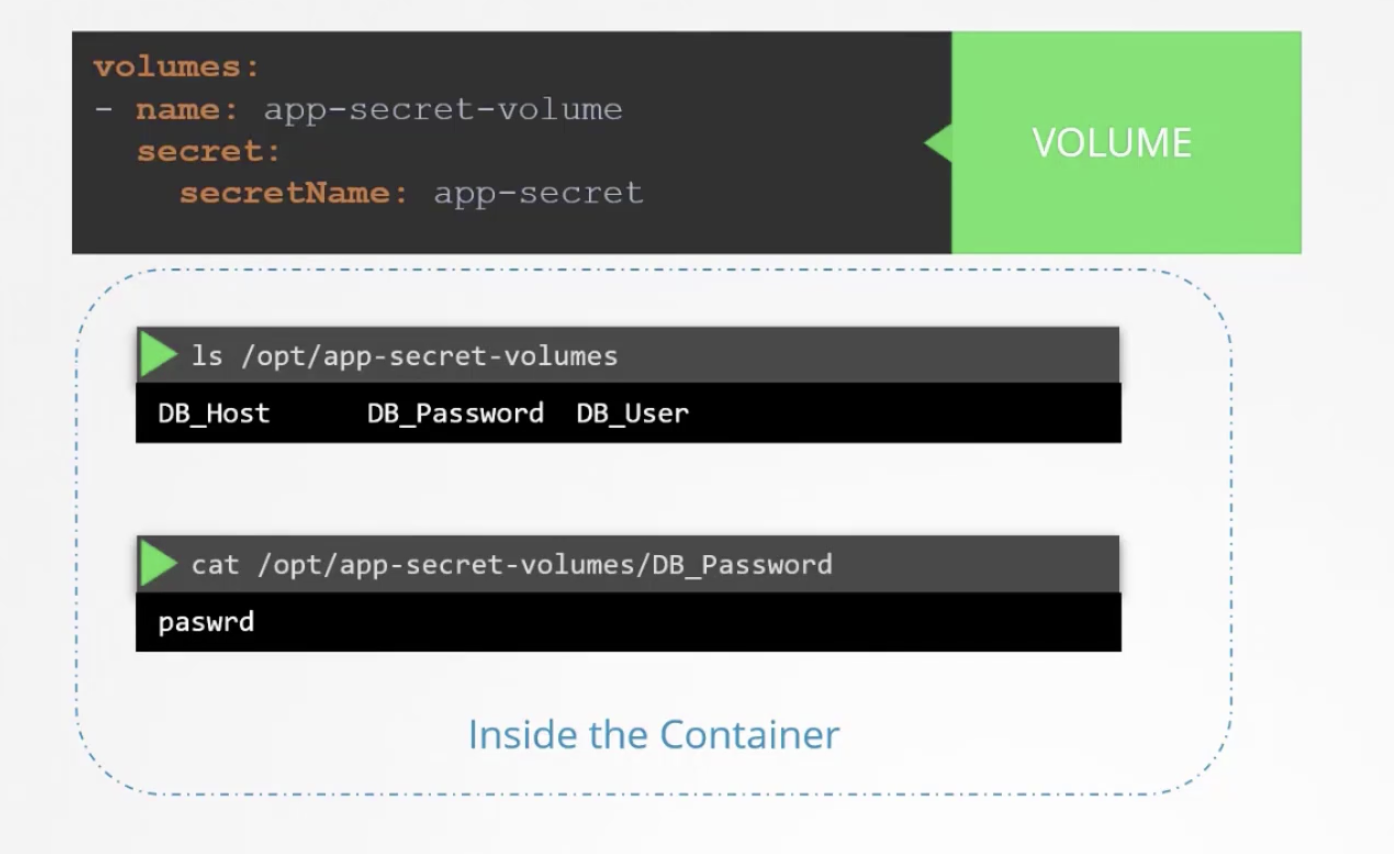 volumes:
- name: app-secret-volume
  secret:
    secretName: app-secret
VOLUME
ls /opt/app-secret-volumes
DB_Host      DB_Password  DB_User
cat /opt/app-secret-volumes/DB_Password
paswrd
Inside the Container